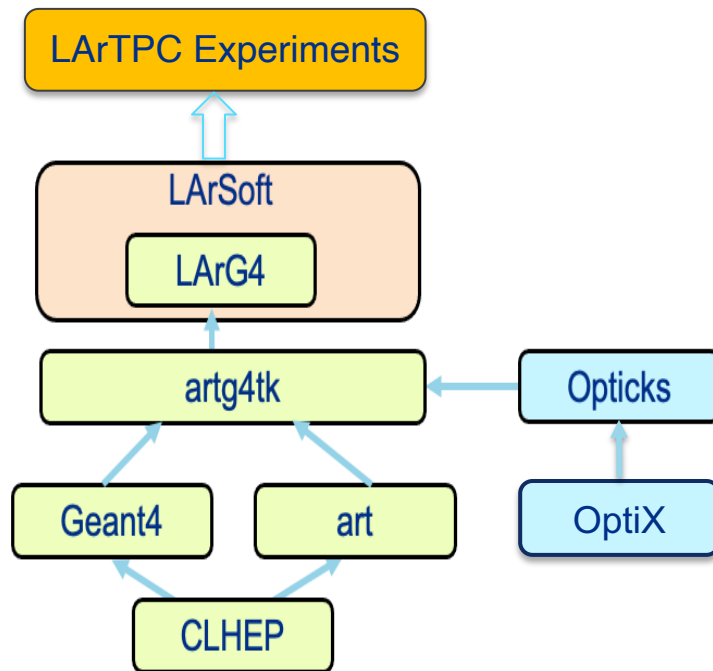 LArTPC Experiments
LArSoft
LArG4
artg4tk
Opticks
Geant4
art
OptiX
CLHEP